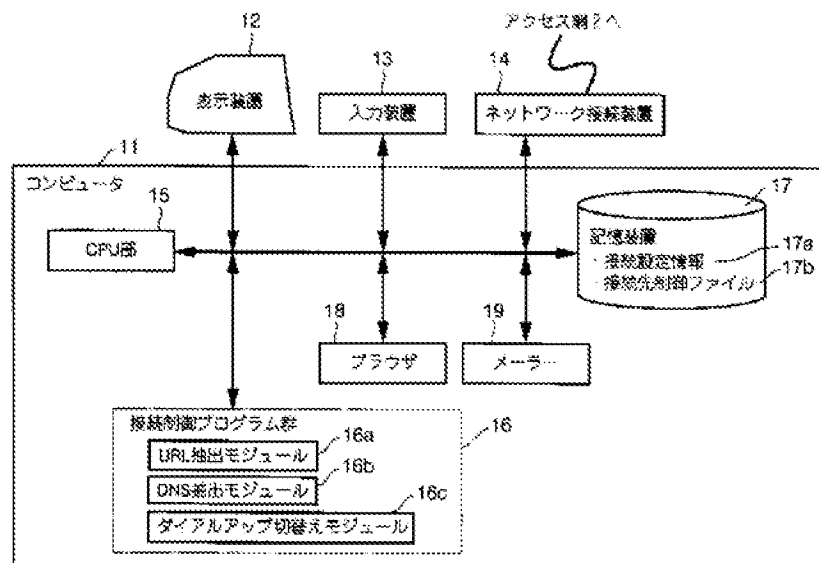 アクセス網2へ
12
13
14
表示装置
入力装置
ネットワーク接続装置
11
コンピュータ
15
17
CPU部
記憶装置
・接続設定情報
17a
・接続先制御ファイル
17b
18
19
ブラウザ
メーラー
接続制御プログラム群
16
16a
URL抽出モジュール
16b
DNS抽出モジュール
16c
ダイアルアップ切替えモジュール